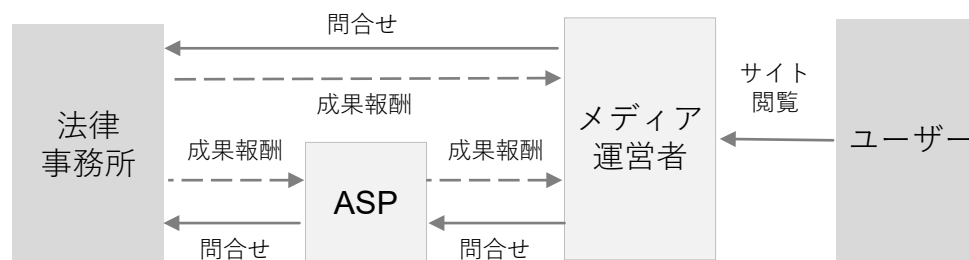 問合せ
成果報酬
法律
事務所
成果報酬
ASP
成果報酬
問合せ
問合せ
メディア
運営者
サイト
閲覧
ユーザー